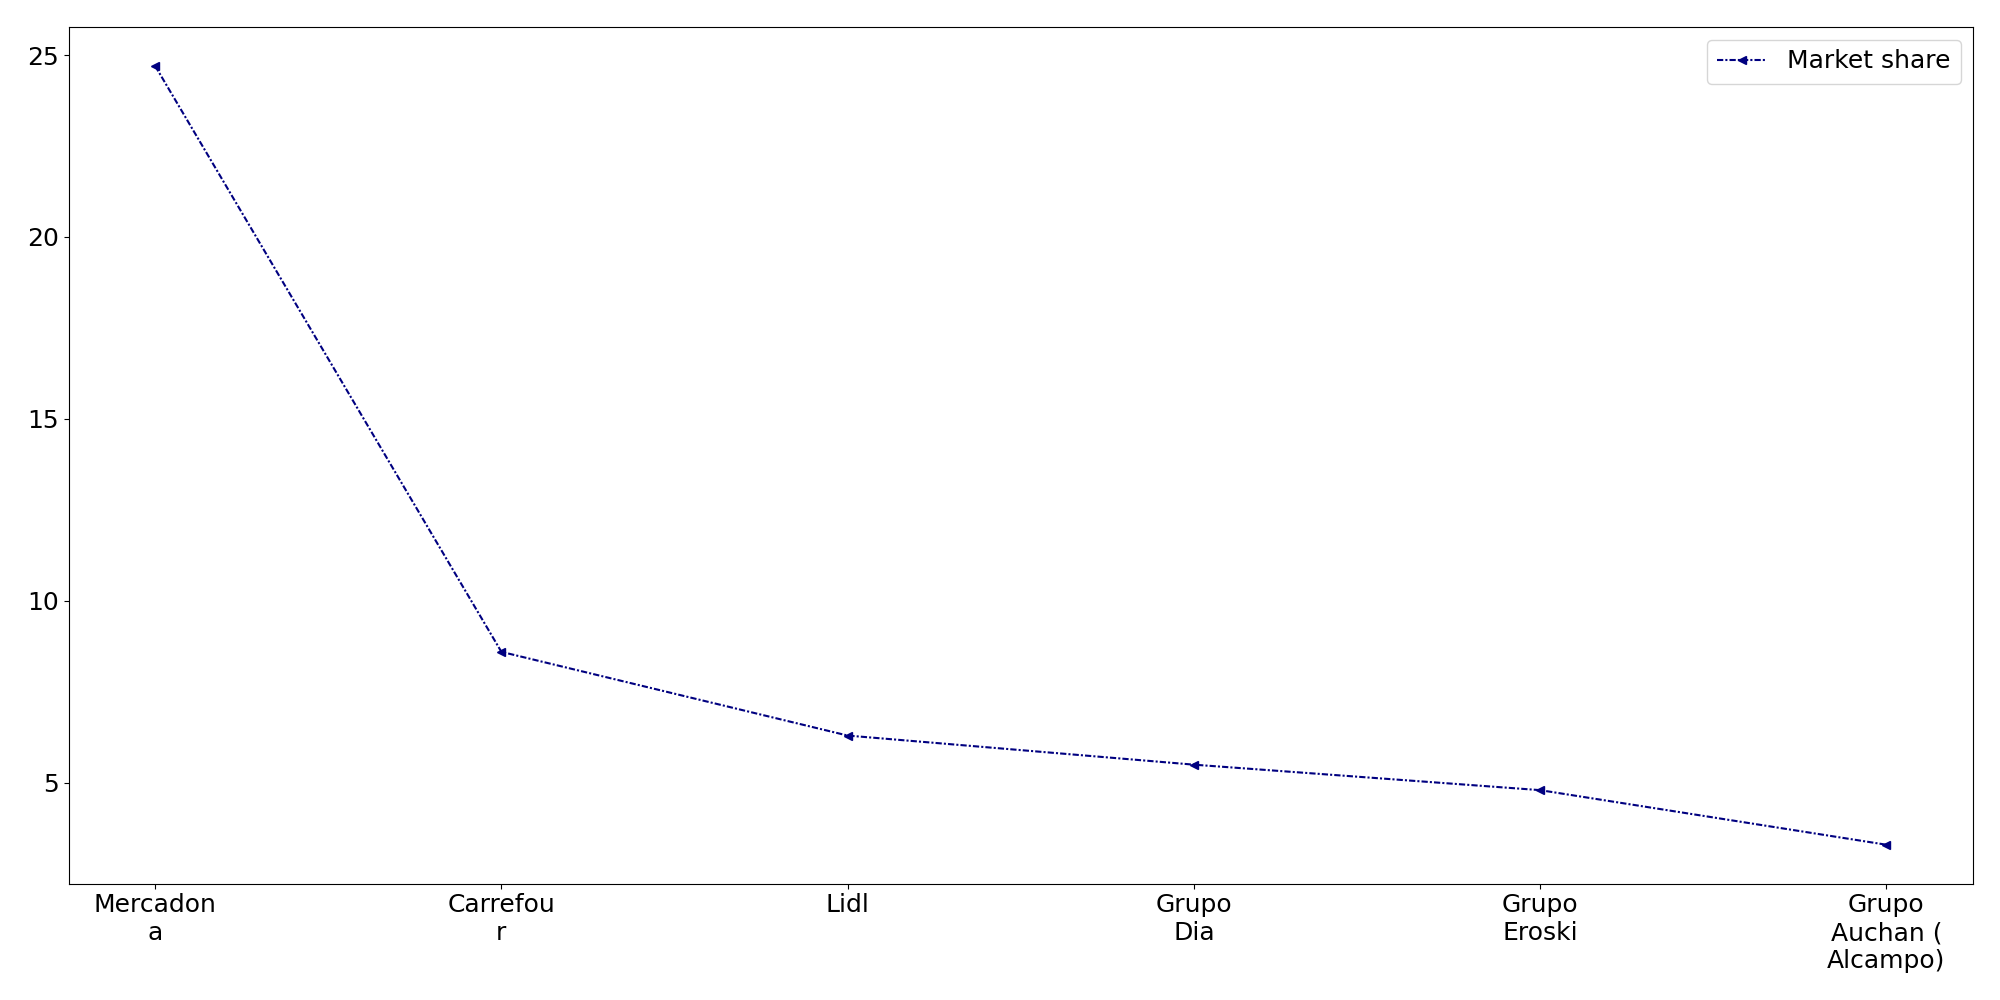 Market share
25
20
15
10
5
Mercadon
a
Carrefou
r
Lidl
Grupo
Dia
Grupo
Eroski
Grupo
Auchan (
Alcampo)